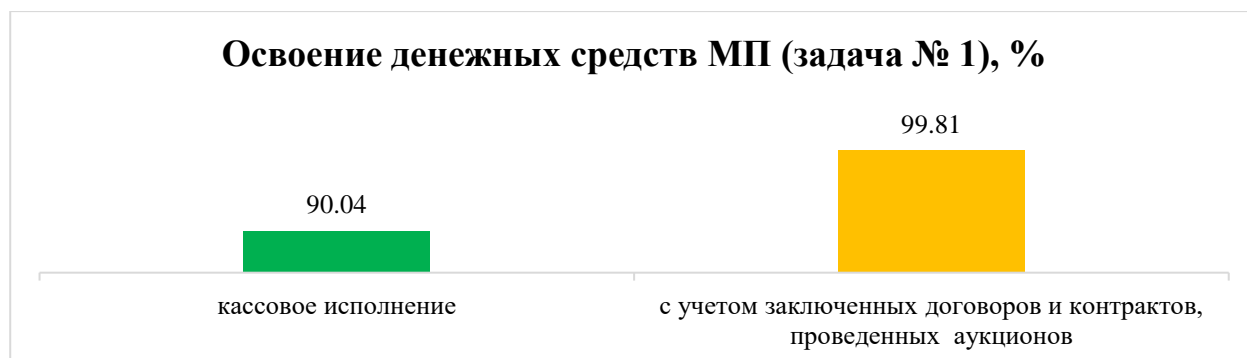 Освоение денежных средств МП (задача № 1), %
99.81
90.04
кассовое исполнение
с учетом заключенных договоров и контрактов,
проведенных аукционов